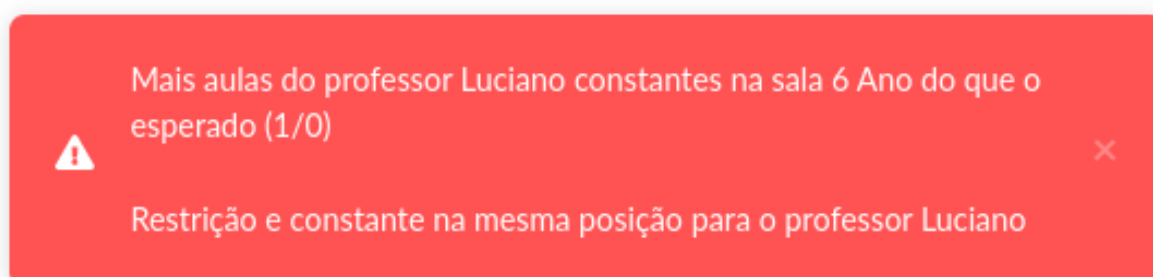 Mais aulas do professor Luciano constantes na sala 6 Ano do que o
esperado (1/0)
Restrição e constante na mesma posição para o professor Luciano